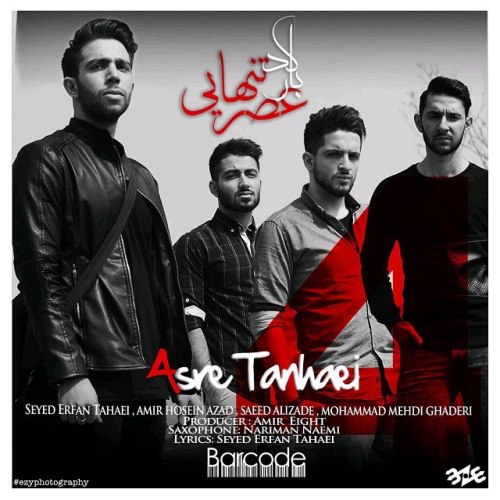 بارکد
عصر تنهایی
Asre Tanhaei
SEYED ERFAN TAHAEI , AMIR HOSEIN AZAD , SAEED ALIZADE , MOHAMMAD MEHDI GHADERI
PRODUCER : AMIR EIGHT
SAXOPHONE: NARIMAN NAEMI
LYRICS: SEYED ERFAN TAHAEI
Barcode
#ezyphotography